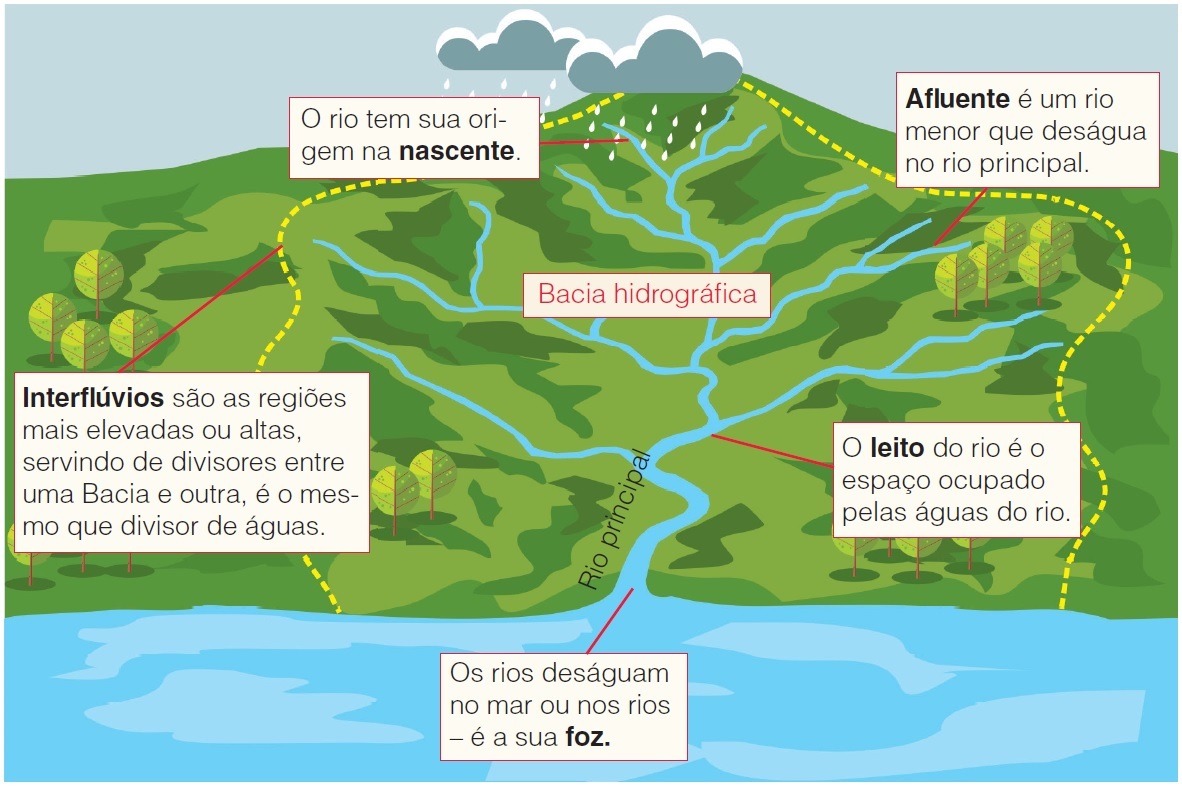 O rio tem sua ori-
gem na nascente.
Afluente é um rio
menor que deságua
no rio principal.
Bacia hidrográfica
Interflúvios são as regiões
mais elevadas ou altas,
servindo de divisores entre
uma Bacia e outra, é o mes-
mo que divisor de águas.
O leito do rio é o
espaço ocupado
pelas águas do rio.
Rio principal
Os rios deságuam
no mar ou nos rios
– é a sua foz.